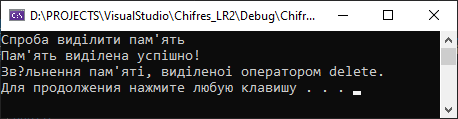 D:\PROJECTS\VisualStudio\Chifres_LR2\Debug\Chifr...
Спроба виділити пам'ять
Пам'ять виділена успішно!
Зв?льнення пам'яті, виділеноі оператором delete.
Для продолжения нажмите любую клавишу . . .